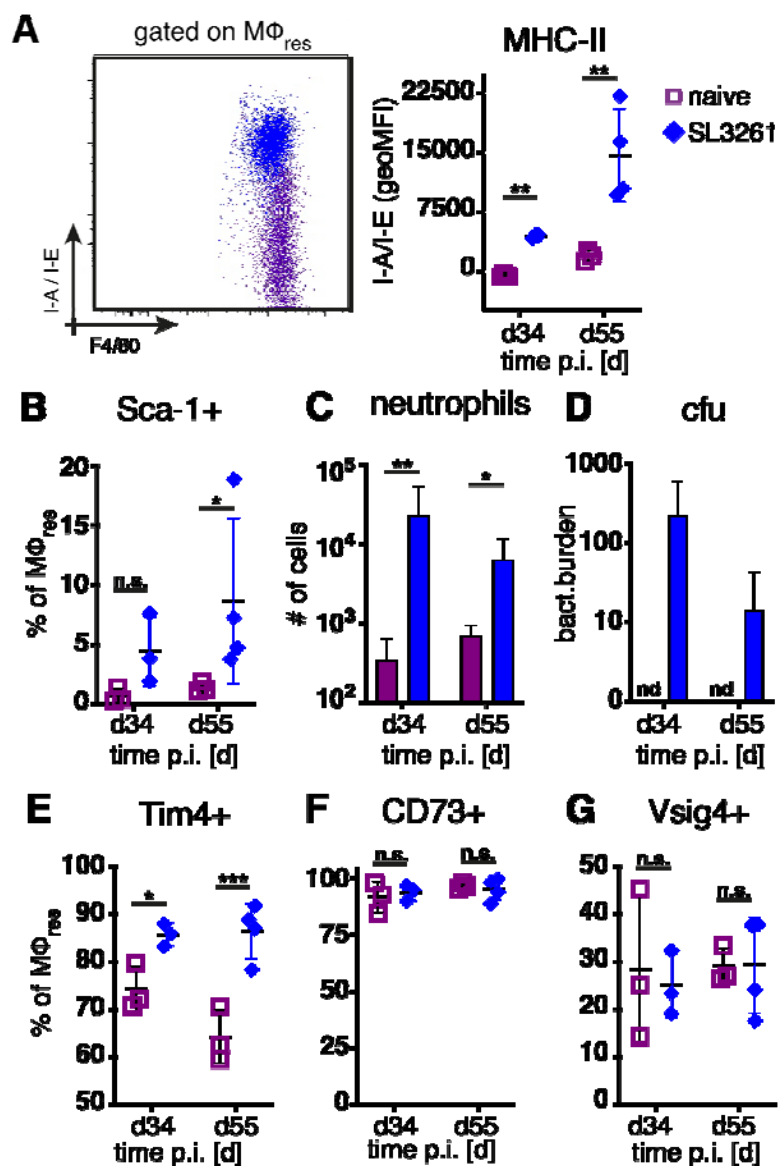 A
gated on MΦres
I-A / I-E
F4/80
MHC-II
I-A/I-E (geoMFI)
22500
15000
7500
0
**
**
d34 d55
time p.i. [d]
naive
SL3261
B Sca-1+
% of MΦres
20
15
10
5
0
n.s.
*
d34 d55
time p.i. [d]
C neutrophils
# of cells
10^5
10^4
10^3
10^2
**
*
d34 d55
time p.i. [d]
D cfu
bact.burden
1000
100
10
0
nd nd
d34 d55
time p.i. [d]
E Tim4+
% of MΦres
100
90
80
70
60
50
*
***
d34 d55
time p.i. [d]
F CD73+
100
75
50
25
0
n.s. n.s.
d34 d55
time p.i. [d]
G Vsig4+
50
40
30
20
10
0
n.s.
n.s.
d34 d55
time p.i. [d]